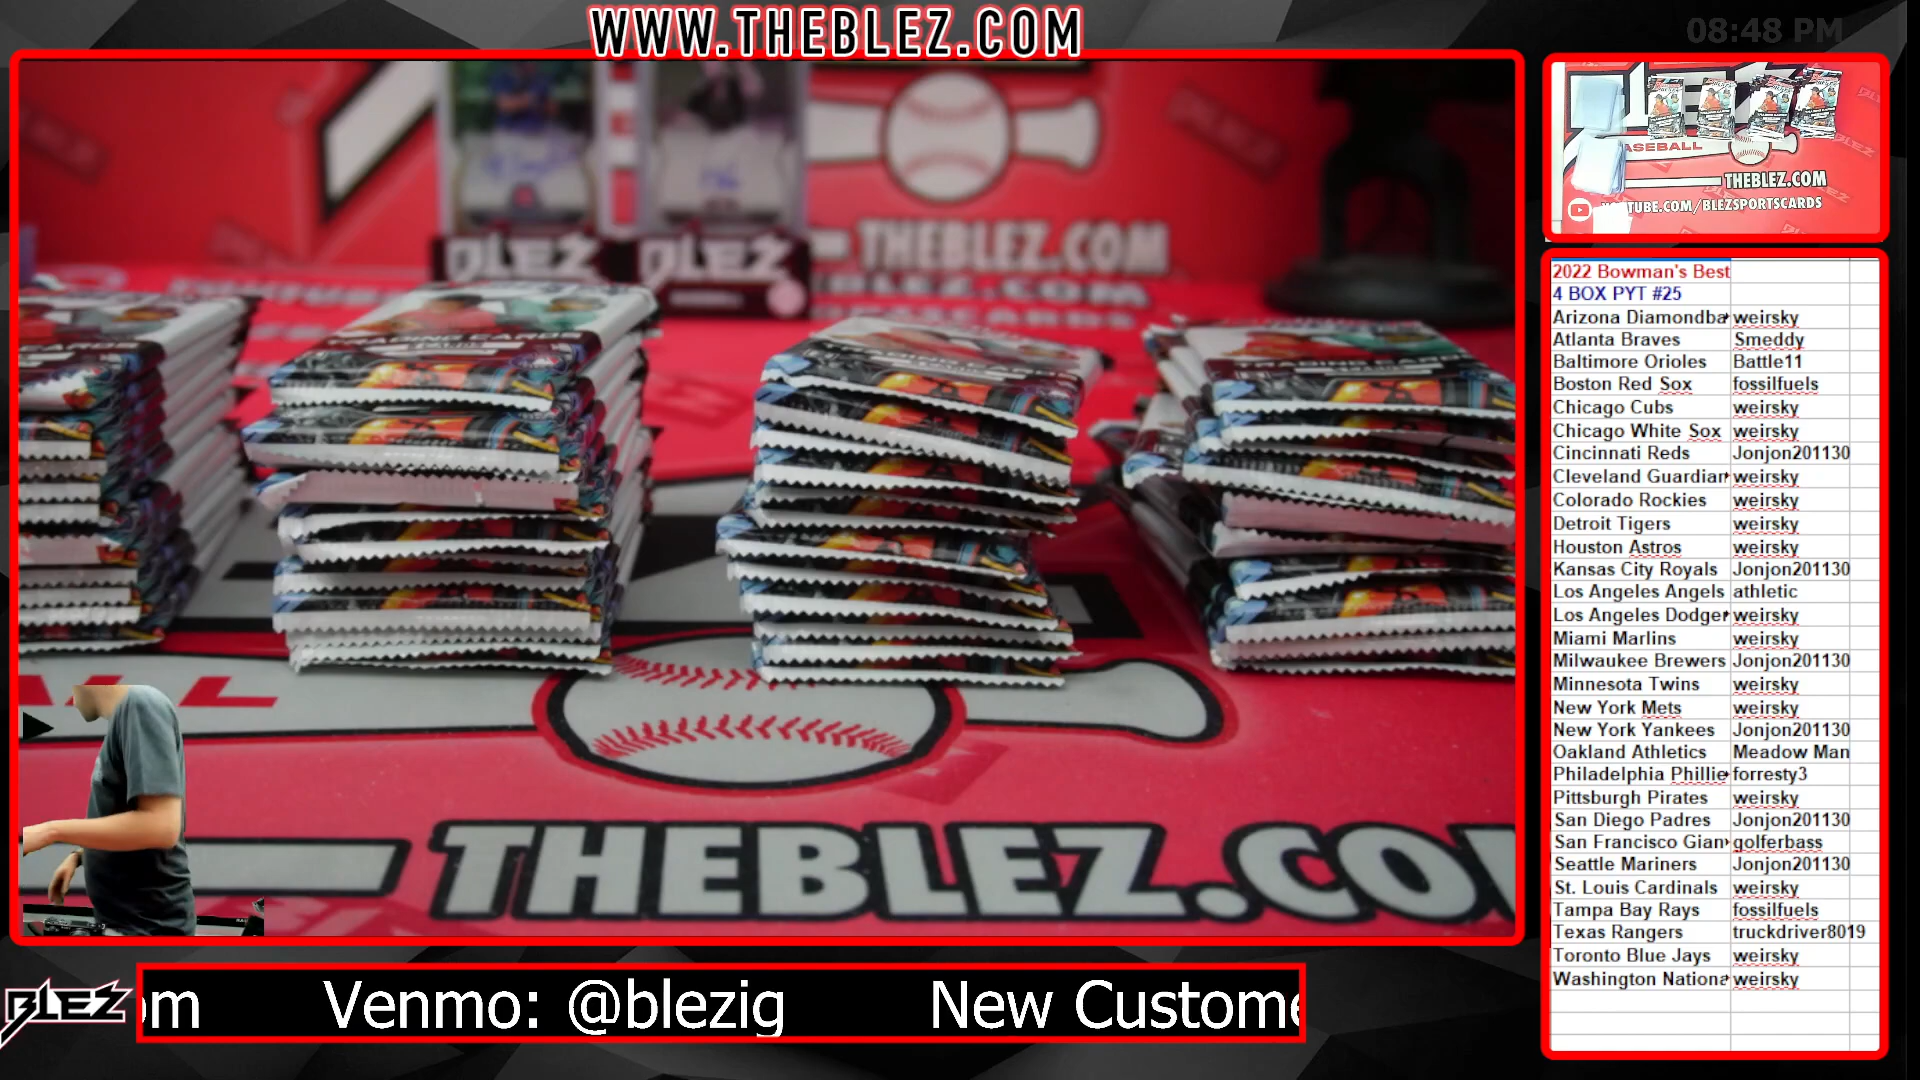 WWW.THEBLEZ.COM
08:48 PM
BLEZ
BLEZ
THEBLEZ.COM
THEBLEZ.CO
BLEZ
om Venmo: @blezig New Custome
ASEBALL
THEBLEZ.COM
TUBE.COM/BLEZSPORTSCARDS
2022 Bowman's Best
4 BOX PYT #25
Arizona Diamondba weirsky
Atlanta Braves Smeddy
Baltimore Orioles Battle11
Boston Red Sox fossilfuels
Chicago Cubs weirsky
Chicago White Sox weirsky
Cincinnati Reds Jonjon201130
Cleveland Guardian weirsky
Colorado Rockies weirsky
Detroit Tigers weirsky
Houston Astros weirsky
Kansas City Royals Jonjon201130
Los Angeles Angels athletic
Los Angeles Dodger weirsky
Miami Marlins weirsky
Milwaukee Brewers Jonjon201130
Minnesota Twins weirsky
New York Mets weirsky
New York Yankees Jonjon201130
Oakland Athletics Meadow Man
Philadelphia Phillie forresty3
Pittsburgh Pirates weirsky
San Diego Padres Jonjon201130
San Francisco Gian golferbass
Seattle Mariners Jonjon201130
St. Louis Cardinals weirsky
Tampa Bay Rays fossilfuels
Texas Rangers truckdriver8019
Toronto Blue Jays weirsky
Washington Nationa weirsky